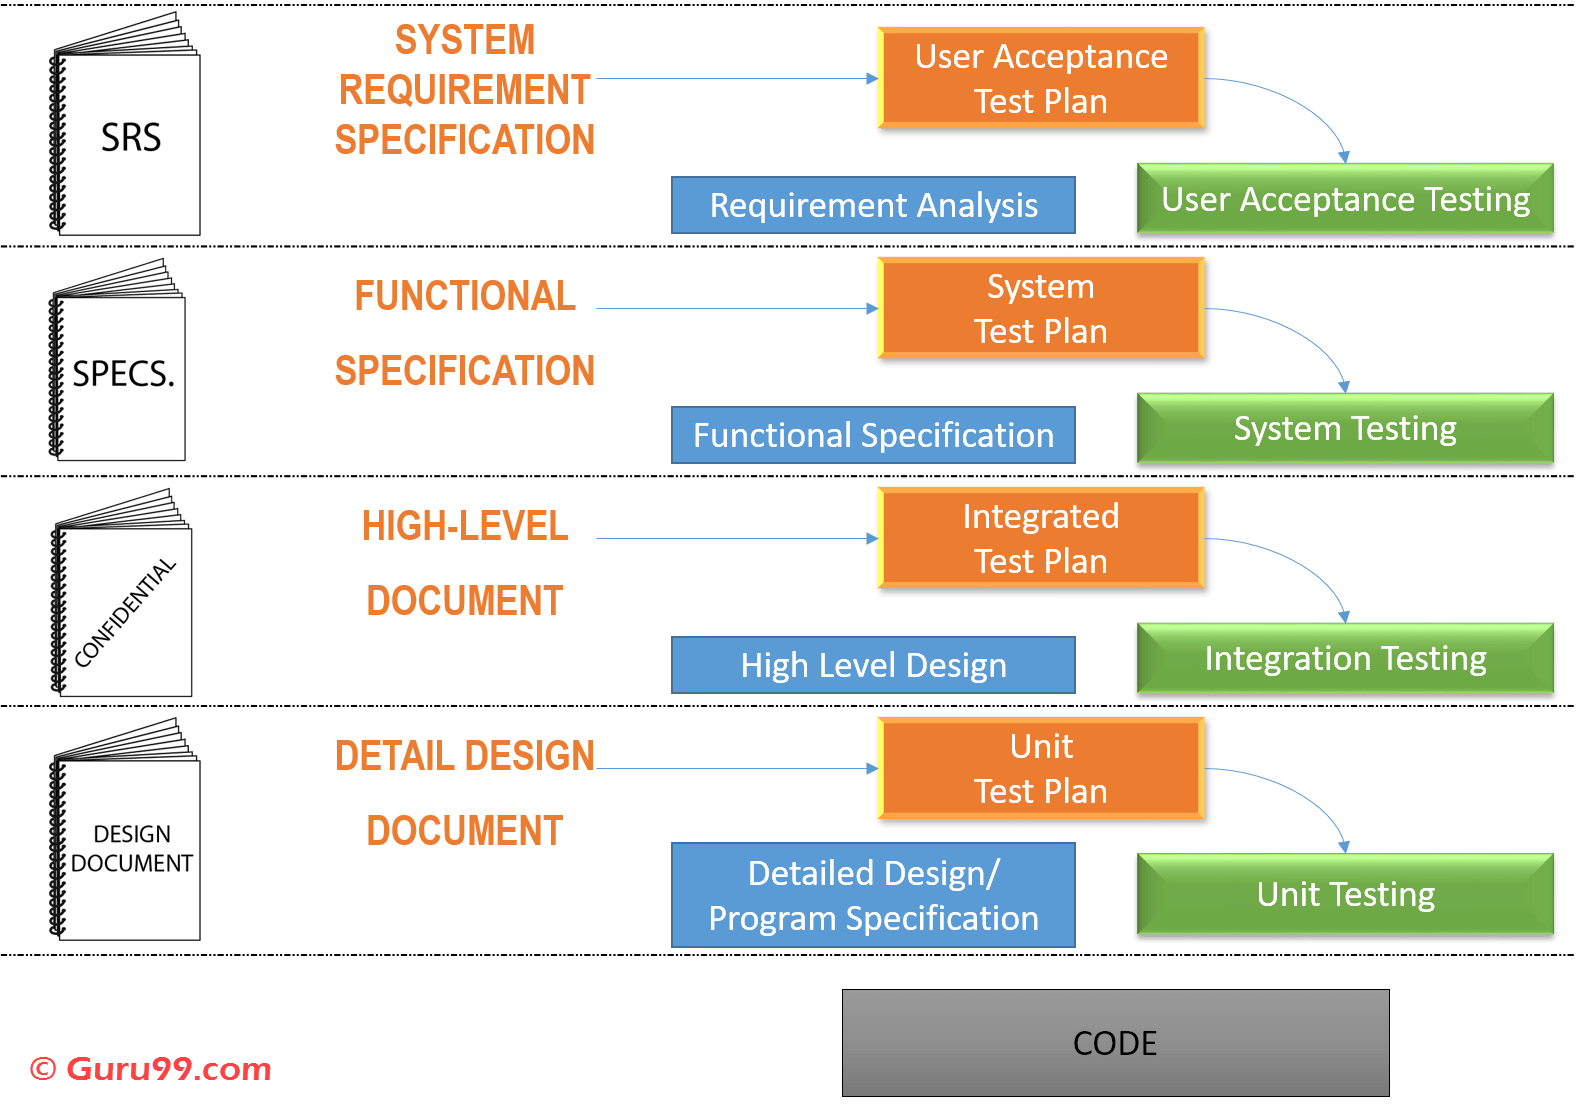 SRS
SYSTEM
REQUIREMENT
SPECIFICATION
User Acceptance
Test Plan
Requirement Analysis
User Acceptance Testing
SPECS.
FUNCTIONAL
SPECIFICATION
System
Test Plan
Functional Specification
System Testing
CONFIDENTIAL
HIGH-LEVEL
DOCUMENT
Integrated
Test Plan
High Level Design
Integration Testing
DESIGN
DOCUMENT
DETAIL DESIGN
DOCUMENT
Unit
Test Plan
Detailed Design/
Program Specification
Unit Testing
CODE
© Guru99.com